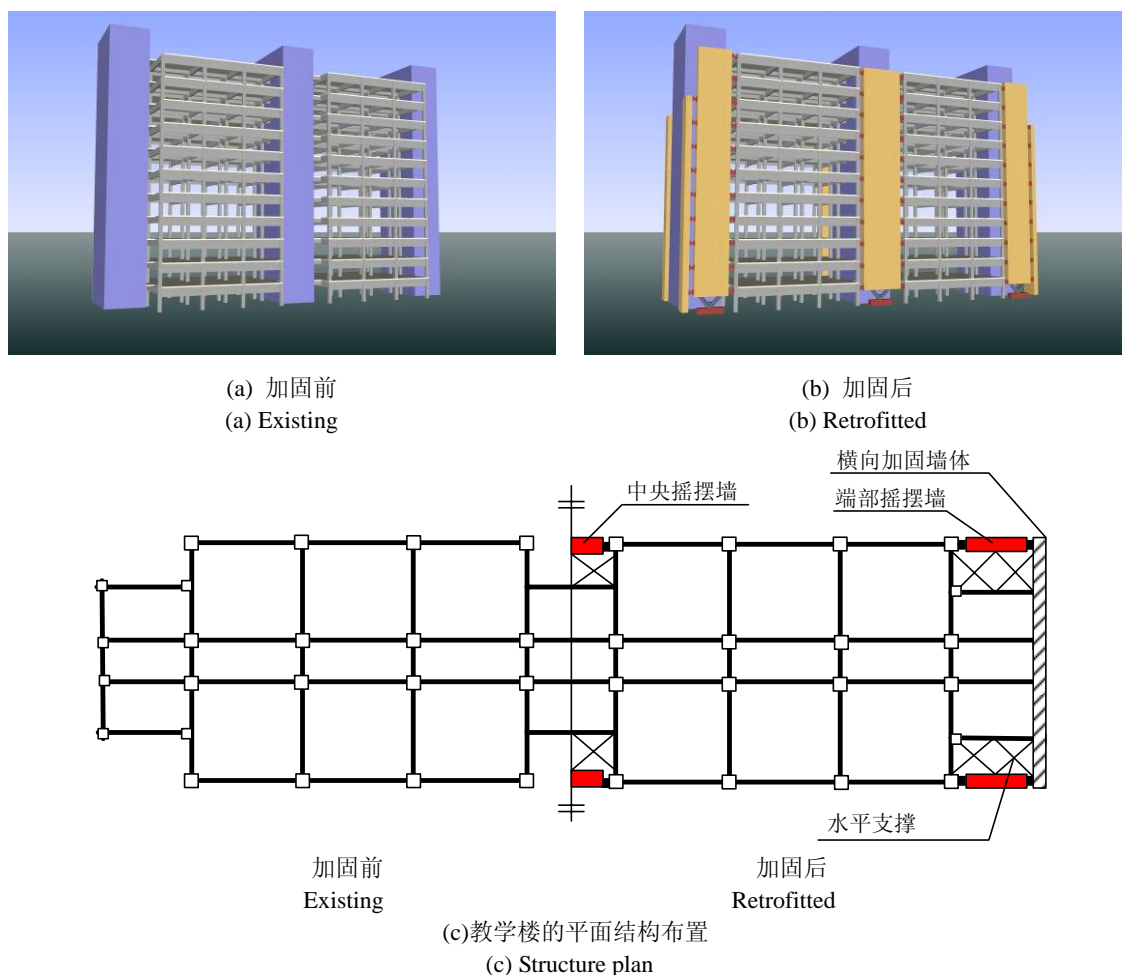 (a) 加固前
(a) Existing
(b) 加固后
(b) Retrofitted
横向加固墙体
中央摇摆墙
端部摇摆墙
水平支撑
加固前
Existing
加固后
Retrofitted
(c)教学楼的平面结构布置
(c) Structure plan